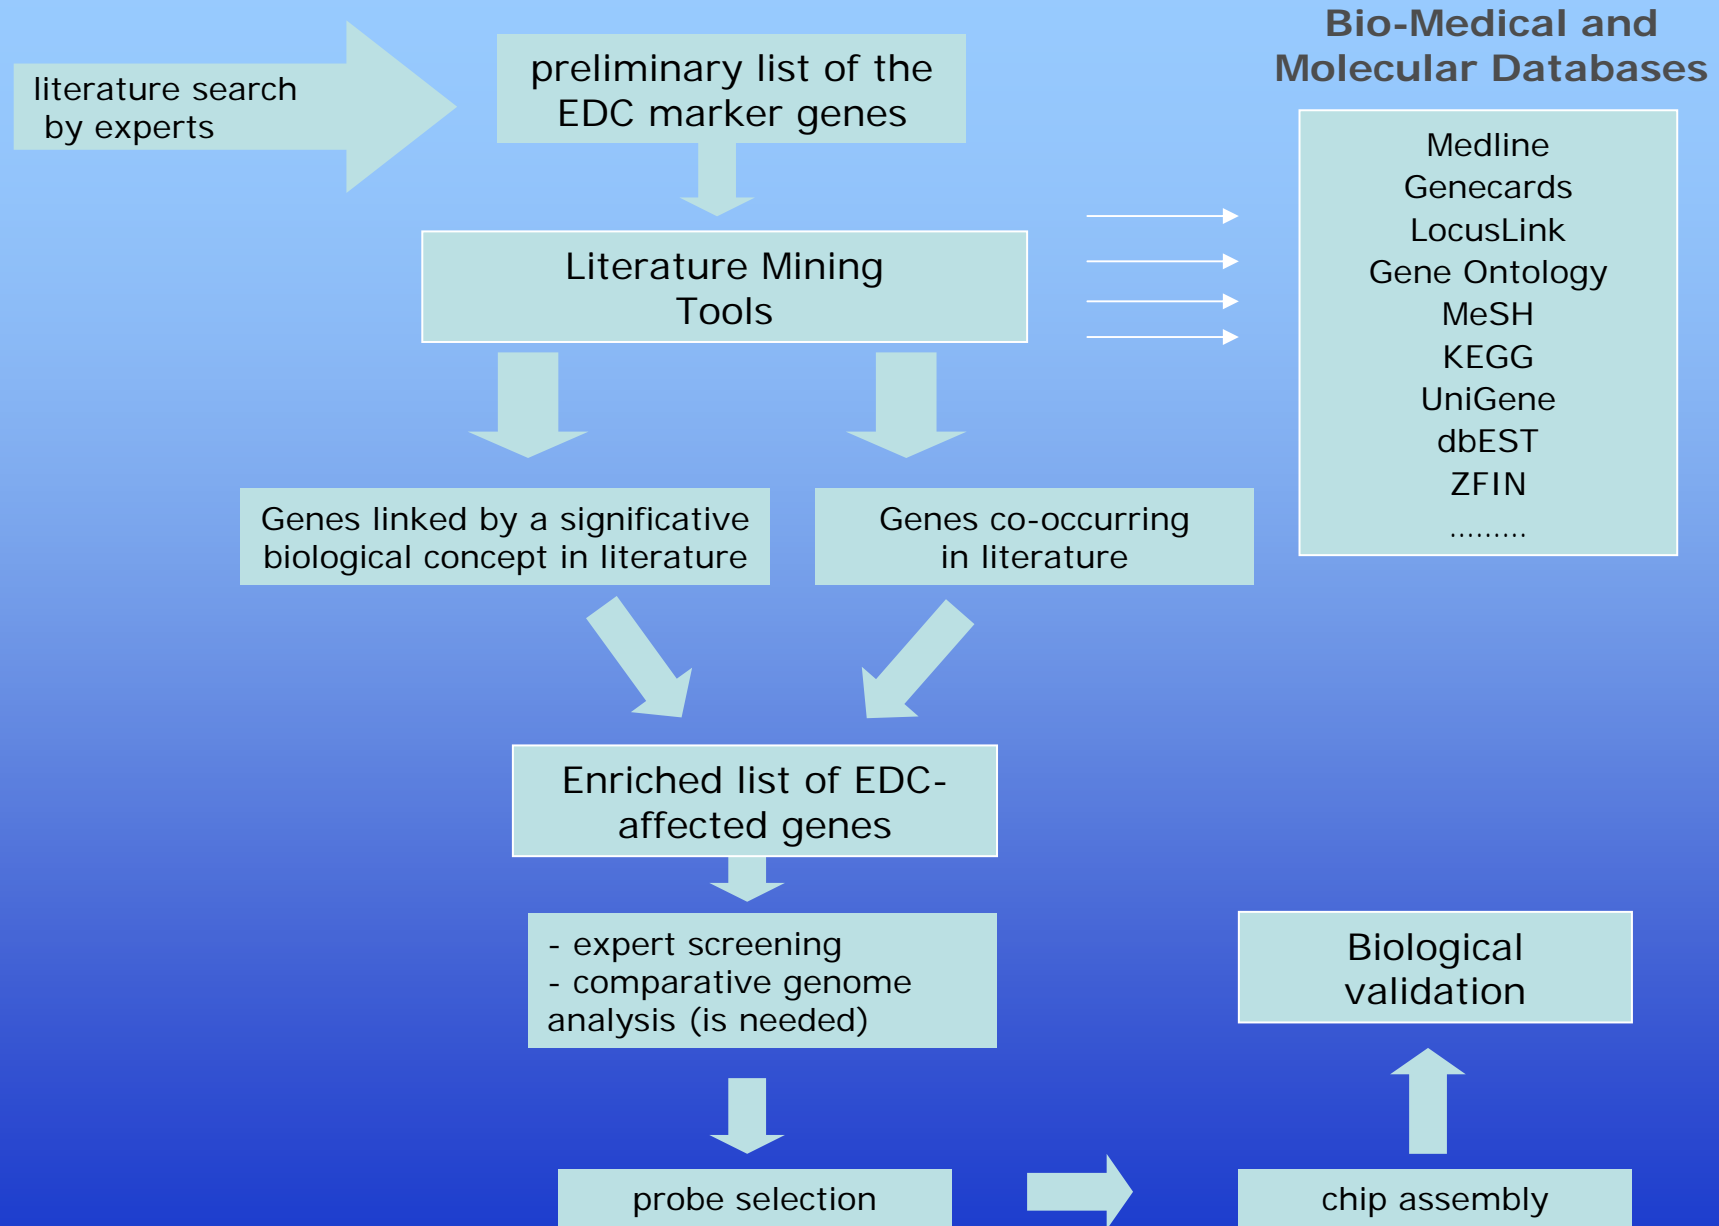 literature search
by experts
preliminary list of the
EDC marker genes
Bio-Medical and
Molecular Databases
Medline
Genecards
LocusLink
Gene Ontology
MeSH
KEGG
UniGene
dbEST
ZFIN
.........
Literature Mining
Tools
Genes linked by a significative
biological concept in literature
Genes co-occurring
in literature
Enriched list of EDC-
affected genes
- expert screening
- comparative genome
analysis (is needed)
Biological
validation
probe selection
chip assembly